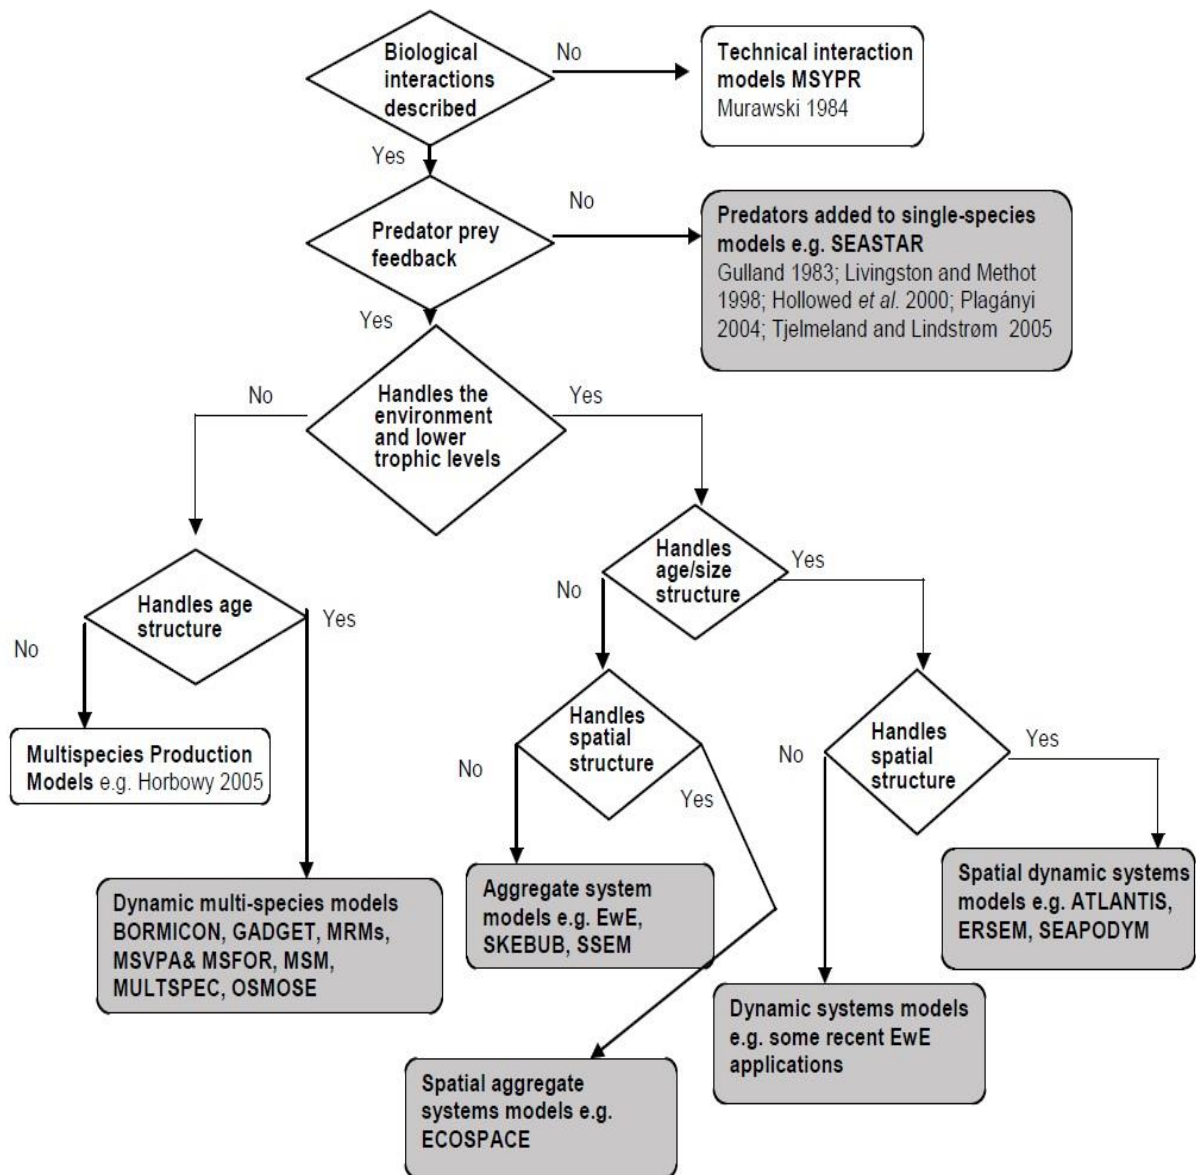 Biological
interactions
described
No
Technical interaction
models MSYPR
Murawski 1984
Yes
Predator prey
feedback
No
Predators added to single-species
models e.g. SEASTAR
Gulland 1983; Livingston and Methot
1998; Hollowed et al. 2000; Plagányi
2004; Tjelmeland and Lindstrøm 2005
Yes
Handles the
environment
and lower
trophic levels
No
Yes
Handles age
structure
No
Yes
Handles
age/size
structure
No
Yes
Multispecies Production
Models e.g. Horbowy 2005
Handles
spatial
structure
No
Yes
Handles
spatial
structure
No
Yes
Dynamic multi-species models
BORMICON, GADGET, MRMs,
MSVPA& MSFOR, MSM,
MULTSPEC, OSMOSE
Aggregate system
models e.g. EwE,
SKEBUB, SSEM
Spatial dynamic systems
models e.g. ATLANTIS,
ERSEM, SEAPODYM
Dynamic systems models
e.g. some recent EwE
applications
Spatial aggregate
systems models e.g.
ECOSPACE